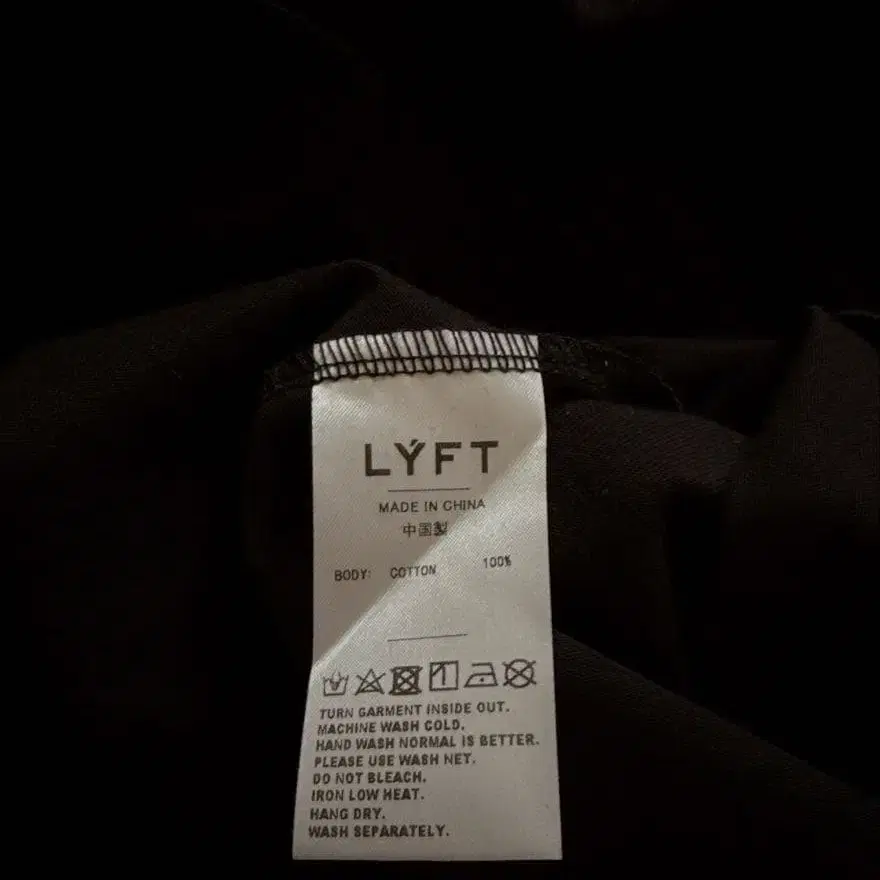 LÝFT
MADE IN CHINA
中国製
BODY: COTTON 100%
TURN GARMENT INSIDE OUT.
MACHINE WASH COLD.
HAND WASH NORMAL IS BETTER.
PLEASE USE WASH NET.
DO NOT BLEACH.
IRON LOW HEAT.
HANG DRY.
WASH SEPARATELY.